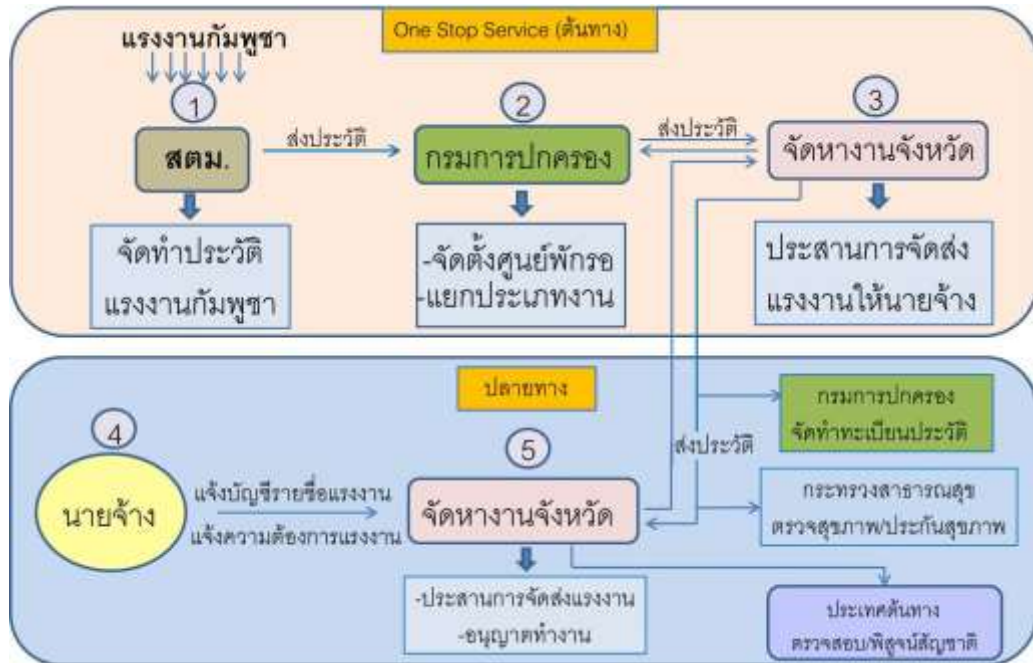 One Stop Service (ต้นทาง)
แรงงานกัมพูชา
1
2
3
สตม.
ส่งประวัติ
กรมการปกครอง
ส่งประวัติ
จัดหางานจังหวัด
จัดทำประวัติ
แรงงานกัมพูชา
-จัดตั้งศูนย์พักรอ
-แยกประเภทงาน
ประสานการจัดส่ง
แรงงานให้นายจ้าง
ปลายทาง
กรมการปกครอง
จัดทำทะเบียนประวัติ
4
5
ส่งประวัติ
นายจ้าง
แจ้งบัญชีรายชื่อแรงงาน
แจ้งความต้องการแรงงาน
จัดหางานจังหวัด
กระทรวงสาธารณสุข
ตรวจสุขภาพ/ประกันสุขภาพ
-ประสานการจัดส่งแรงงาน
-อนุญาตทำงาน
ประเทศต้นทาง
ตรวจสอบ/พิสูจน์สัญชาติ